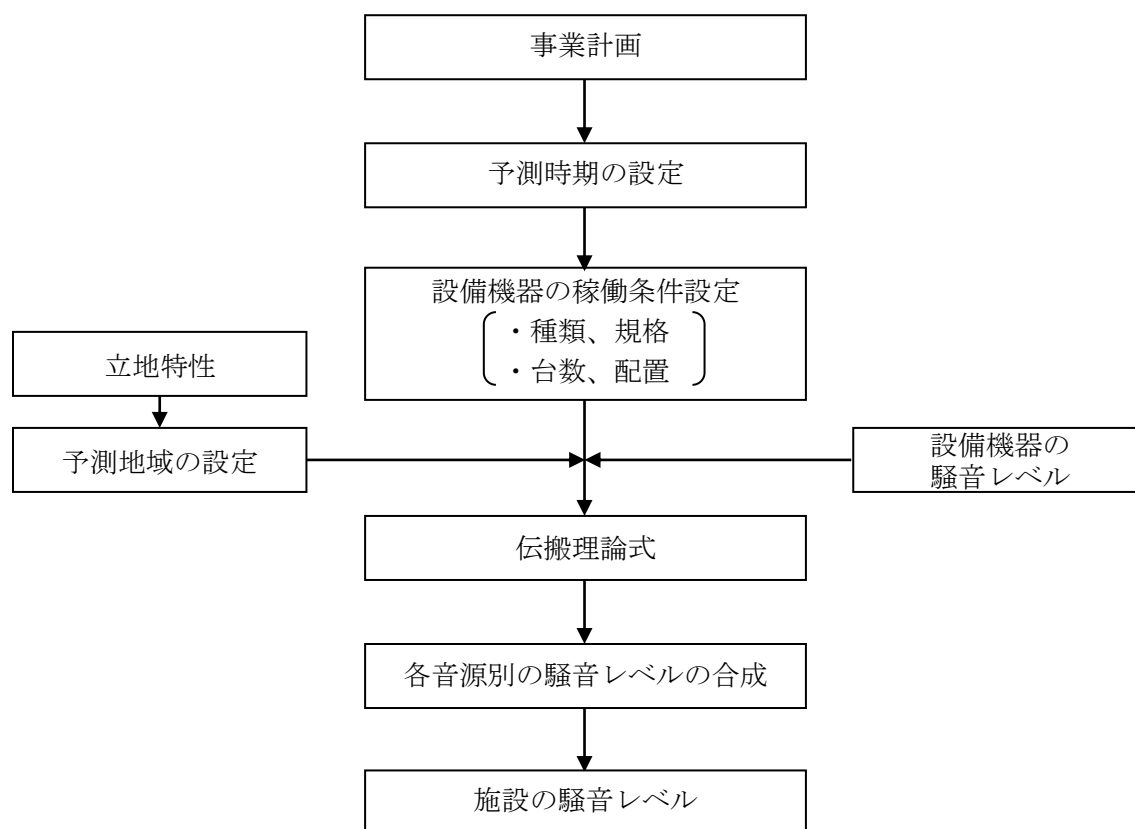 事業計画
予測時期の設定
設備機器の稼働条件設定
・種類、規格
・台数、配置
立地特性
予測地域の設定
設備機器の
騒音レベル
伝搬理論式
各音源別の騒音レベルの合成
施設の騒音レベル